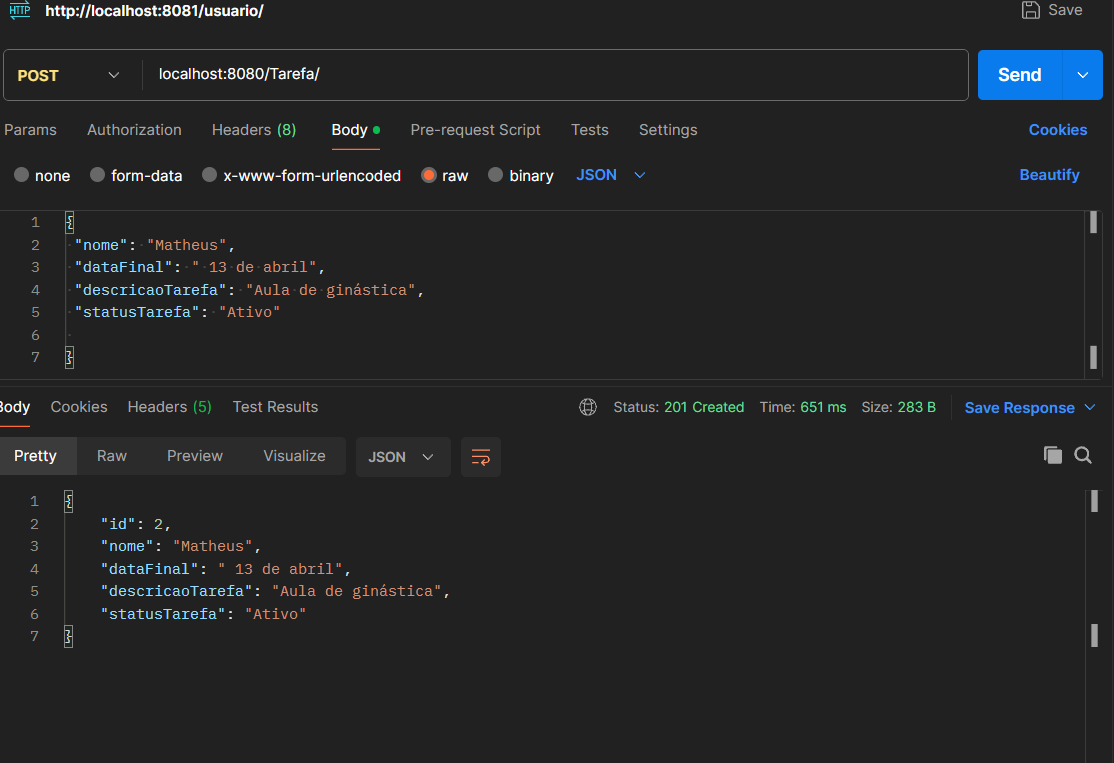 HTTP http://localhost:8081/usuario/ Save
POST localhost:8080/Tarefa/ Send
Params Authorization Headers (8) Body Pre-request Script Tests Settings Cookies
none form-data x-www-form-urlencoded raw binary JSON Beautify
1 {
2 "nome": "Matheus",
3 "dataFinal": " 13 de abril",
4 "descricaoTarefa": "Aula de ginástica",
5 "statusTarefa": "Ativo"
6
7 }
Body Cookies Headers (5) Test Results Status: 201 Created Time: 651 ms Size: 283 B Save Response
Pretty Raw Preview Visualize JSON
1 {
2 "id": 2,
3 "nome": "Matheus",
4 "dataFinal": " 13 de abril",
5 "descricaoTarefa": "Aula de ginástica",
6 "statusTarefa": "Ativo"
7 }